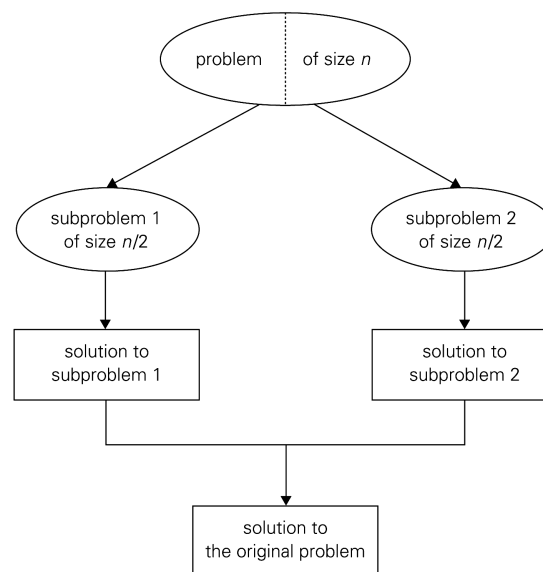 problem of size n
subproblem 1
of size n/2
subproblem 2
of size n/2
solution to
subproblem 1
solution to
subproblem 2
solution to
the original problem